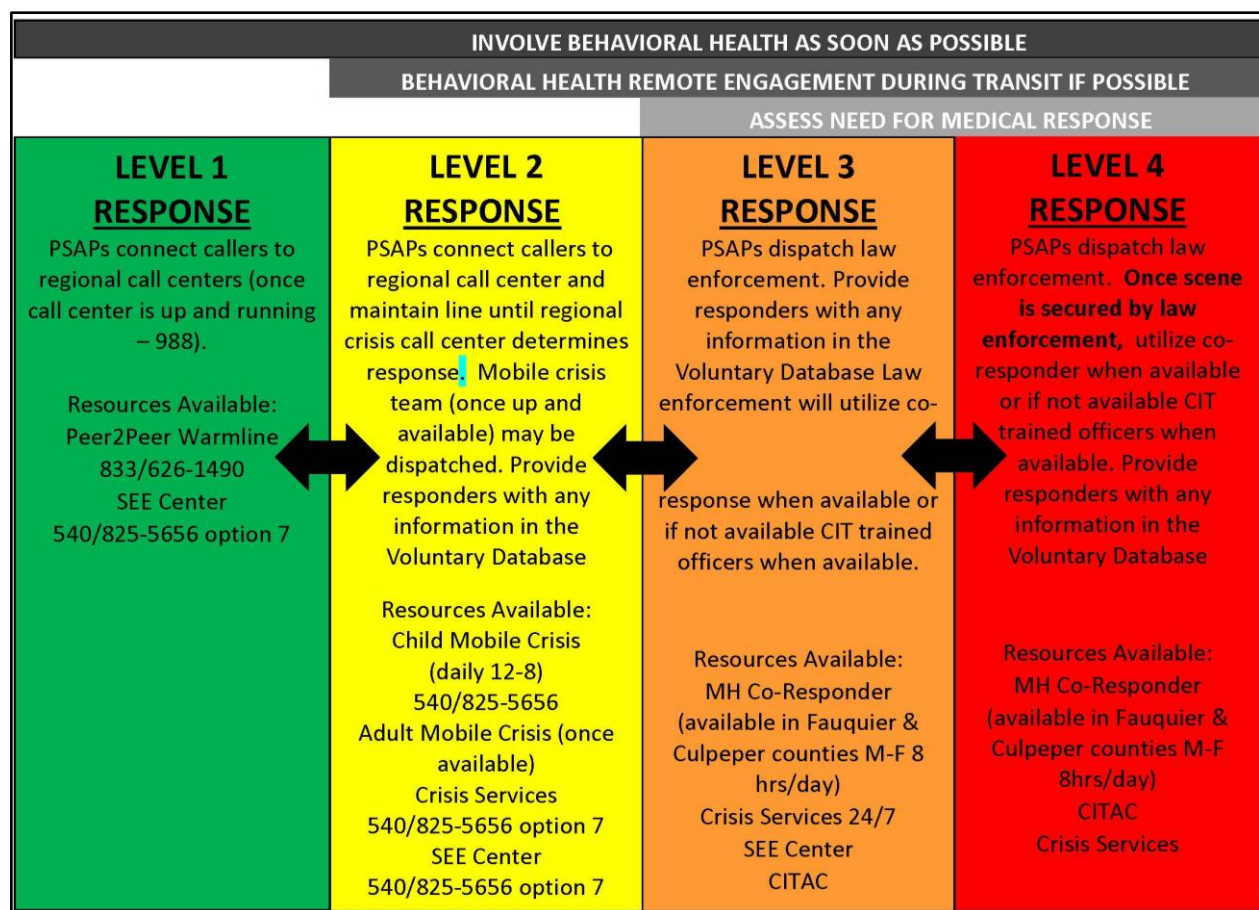 INVOLVE BEHAVIORAL HEALTH AS SOON AS POSSIBLE
BEHAVIORAL HEALTH REMOTE ENGAGEMENT DURING TRANSIT IF POSSIBLE
ASSESS NEED FOR MEDICAL RESPONSE
LEVEL 1
RESPONSE
PSAPs connect callers to
regional call centers (once
call center is up and running
– 988).
Resources Available:
Peer2Peer Warmline
833/626-1490
SEE Center
540/825-5656 option 7
LEVEL 2
RESPONSE
PSAPs connect callers to
regional call center and
maintain line until regional
crisis call center determines
response. Mobile crisis
team (once up and
available) may be
dispatched. Provide
responders with any
information in the
Voluntary Database
Resources Available:
Child Mobile Crisis
(daily 12-8)
540/825-5656
Adult Mobile Crisis (once
available)
Crisis Services
540/825-5656 option 7
SEE Center
540/825-5656 option 7
LEVEL 3
RESPONSE
PSAPs dispatch law
enforcement. Provide
responders with any
information in the
Voluntary Database Law
enforcement will utilize co-
response when available or
if not available CIT trained
officers when available.
Resources Available:
MH Co-Responder
(available in Fauquier &
Culpeper counties M-F 8
hrs/day)
Crisis Services 24/7
SEE Center
CITAC
LEVEL 4
RESPONSE
PSAPs dispatch law
enforcement. Once scene
is secured by law
enforcement, utilize co-
responder when available
or if not available CIT
trained officers when
available. Provide
responders with any
information in the
Voluntary Database
Resources Available:
MH Co-Responder
(available in Fauquier &
Culpeper counties M-F
8hrs/day)
CITAC
Crisis Services